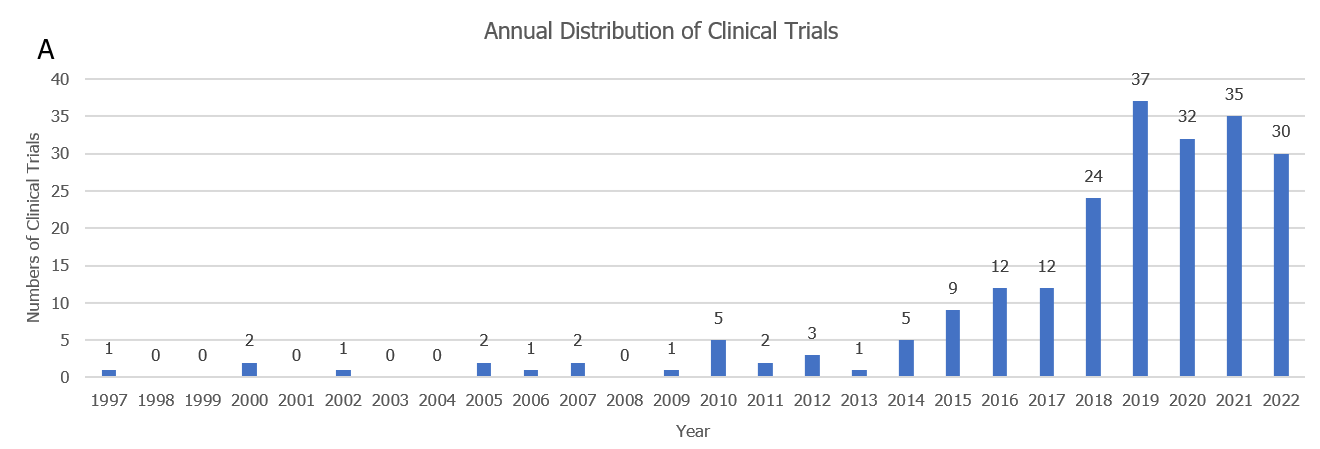 Annual Distribution of Clinical Trials
A
Numbers of Clinical Trials
40
35
30
25
20
15
10
5
0
1 0 0 2 0 1 0 0 2 1 2 0 1 5 2 3 1 5 9 12 12 24 37 32 35 30
1997 1998 1999 2000 2001 2002 2003 2004 2005 2006 2007 2008 2009 2010 2011 2012 2013 2014 2015 2016 2017 2018 2019 2020 2021 2022
Year